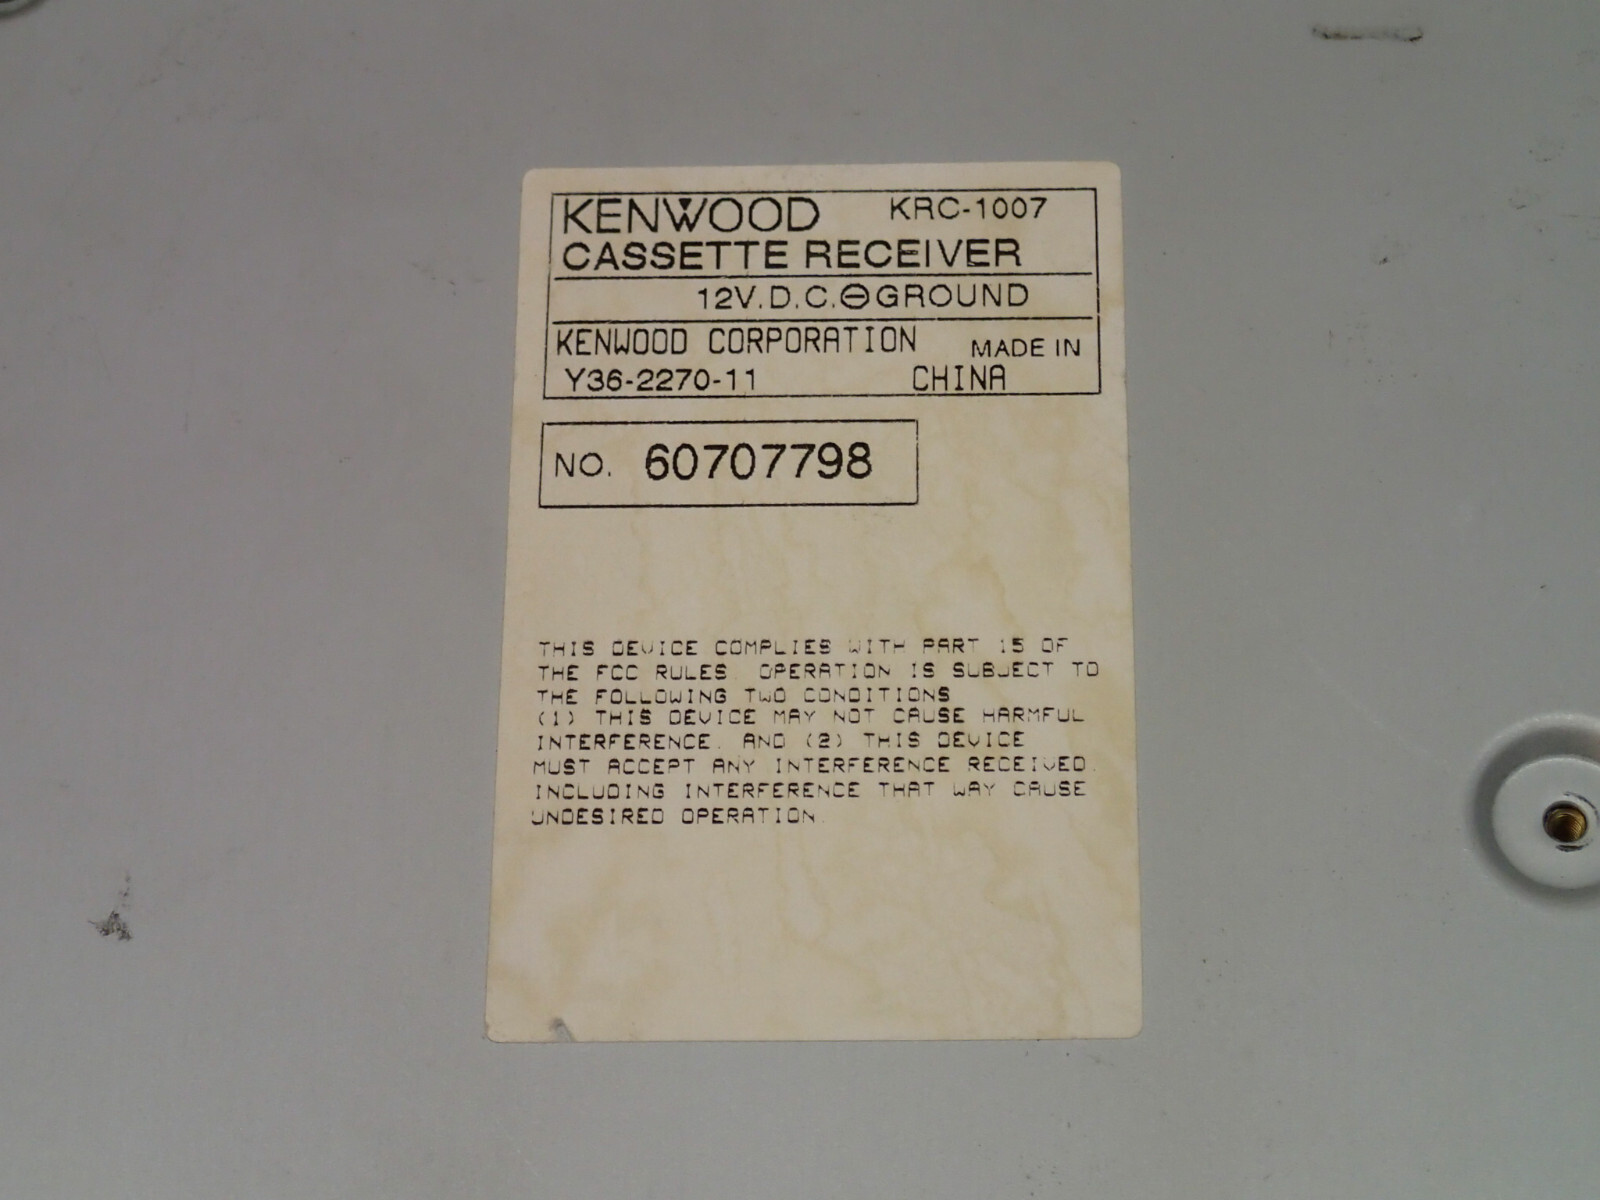 KENWOOD KRC-1007
CASSETTE RECEIVER
12V.D.C.⊖GROUND
KENWOOD CORPORATION MADE IN
Y36-2270-11 CHINA
NO. 60707798
THIS DEVICE COMPLIES WITH PART 15 OF
THE FCC RULES. OPERATION IS SUBJECT TO
THE FOLLOWING TWO CONDITIONS
(1) THIS DEVICE MAY NOT CAUSE HARMFUL
INTERFERENCE. AND (2) THIS DEVICE
MUST ACCEPT ANY INTERFERENCE RECEIVED.
INCLUDING INTERFERENCE THAT WAY CAUSE
UNDESIRED OPERATION.